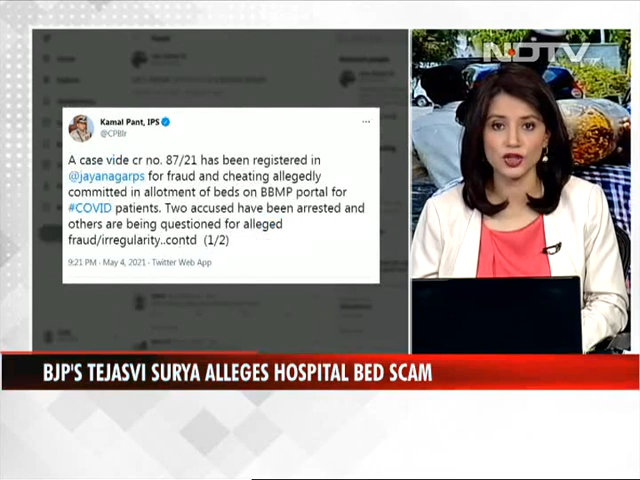 NDTV
Kamal Pant, IPS
@CPBlr
A case vide cr no. 87/21 has been registered in
@jayanagarps for fraud and cheating allegedly
committed in allotment of beds on BBMP portal for
#COVID patients. Two accused have been arrested and
others are being questioned for alleged
fraud/irregularity..contd (1/2)
9:21 PM · May 4, 2021 · Twitter Web App
BJP'S TEJASVI SURYA ALLEGES HOSPITAL BED SCAM